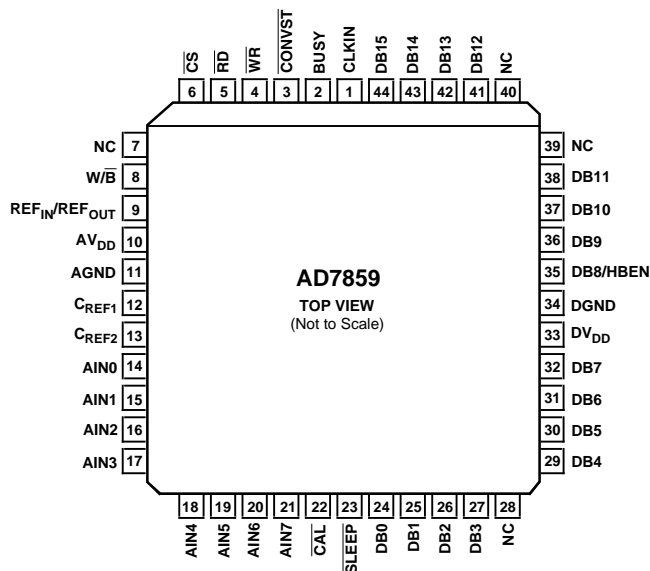 CS RD WR CONVST BUSY CLKIN DB15 DB14 DB13 DB12 NC
6 5 4 3 2 1 44 43 42 41 40
NC 7
W/B 8
REFIN/REFOUT 9
AVDD 10
AGND 11
CREF1 12
CREF2 13
AIN0 14
AIN1 15
AIN2 16
AIN3 17
AD7859
TOP VIEW
(Not to Scale)
39 NC
38 DB11
37 DB10
36 DB9
35 DB8/HBEN
34 DGND
33 DVDD
32 DB7
31 DB6
30 DB5
29 DB4
18 19 20 21 22 23 24 25 26 27 28
AIN4 AIN5 AIN6 AIN7 CAL SLEEP DB0 DB1 DB2 DB3 NC